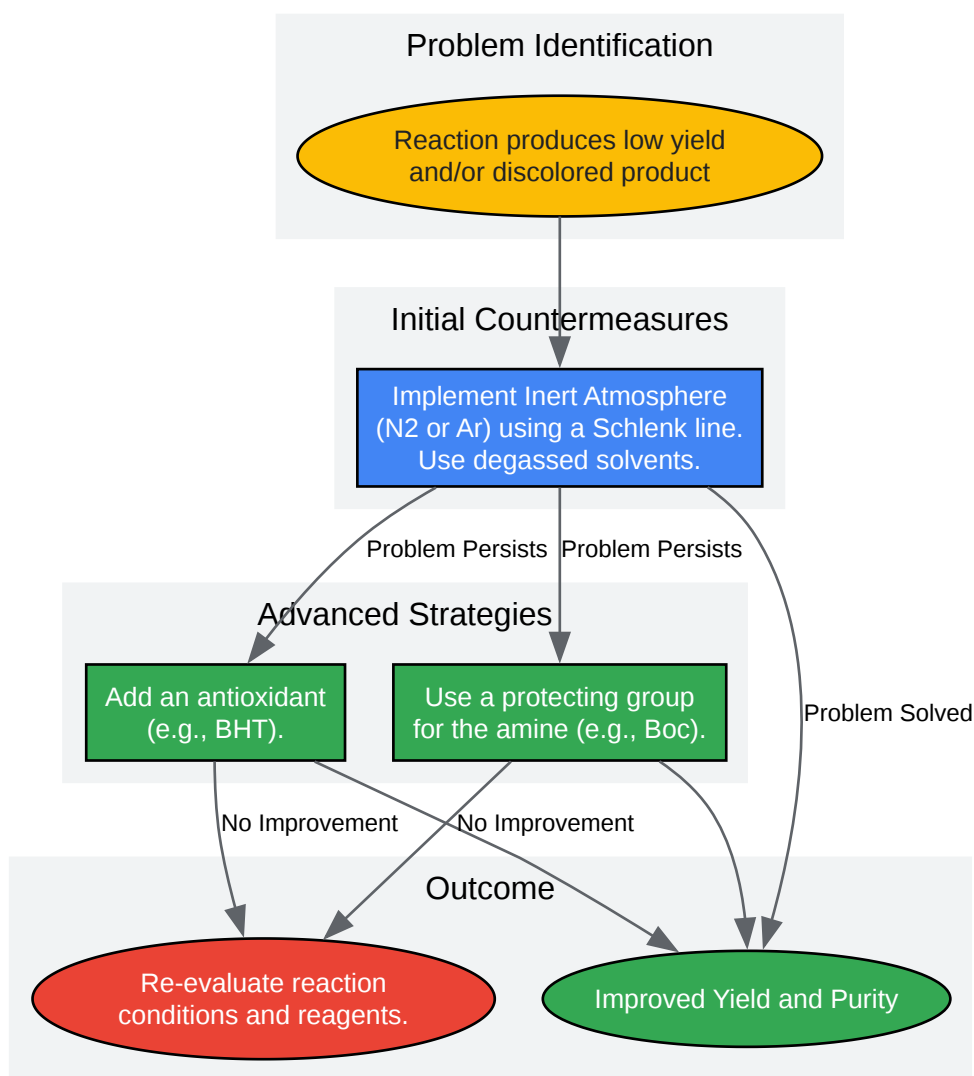 Problem Identification
Reaction produces low yield
and/or discolored product
Initial Countermeasures
Implement Inert Atmosphere
(N2 or Ar) using a Schlenk line.
Use degassed solvents.
Problem Persists
Problem Persists
Advanced Strategies
Add an antioxidant
(e.g., BHT).
Use a protecting group
for the amine (e.g., Boc).
Problem Solved
No Improvement
No Improvement
Outcome
Re-evaluate reaction
conditions and reagents.
Improved Yield and Purity